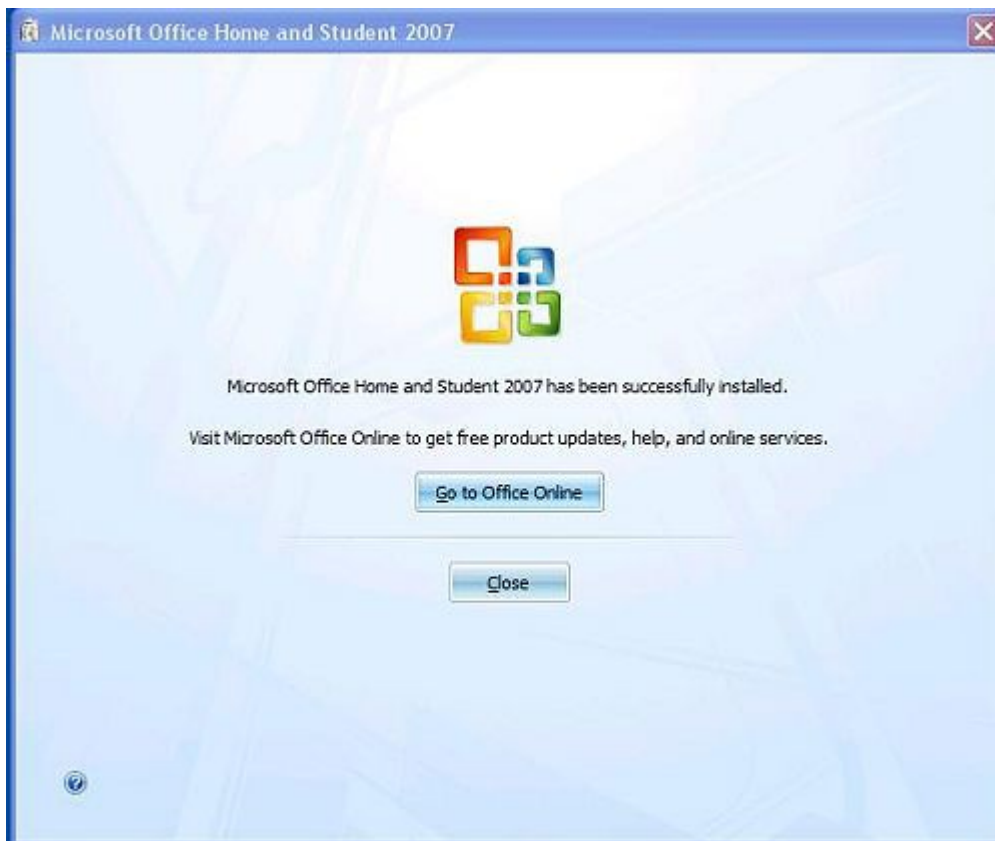 Microsoft Office Home and Student 2007
Microsoft Office Home and Student 2007 has been successfully installed.
Visit Microsoft Office Online to get free product updates, help, and online services.
Go to Office Online
Close